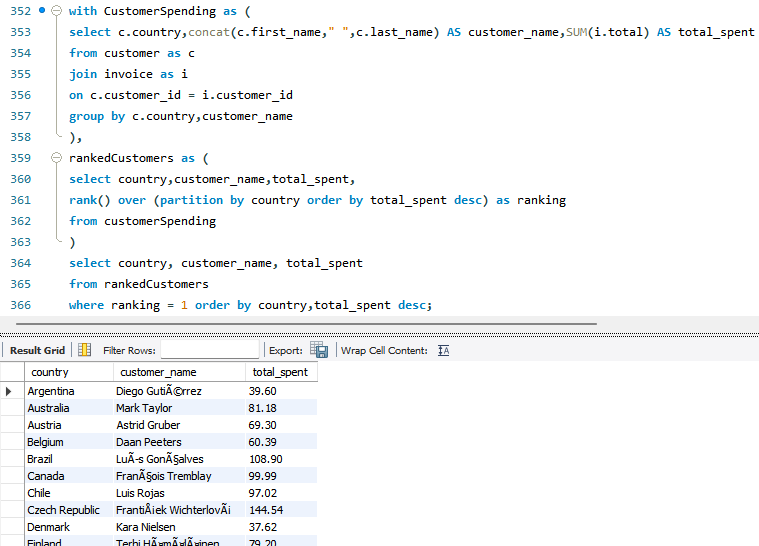 352 with CustomerSpending as (
353 select c.country,concat(c.first_name," ",c.last_name) AS customer_name,SUM(i.total) AS total_spent
354 from customer as c
355 join invoice as i
356 on c.customer_id = i.customer_id
357 group by c.country,customer_name
358 ),
359 rankedCustomers as (
360 select country,customer_name,total_spent,
361 rank() over (partition by country order by total_spent desc) as ranking
362 from customerSpending
363 )
364 select country, customer_name, total_spent
365 from rankedCustomers
366 where ranking = 1 order by country,total_spent desc;
Result Grid Filter Rows: Export: Wrap Cell Content: IA
country customer_name total_spent
Argentina Diego GutiÃ©rrez 39.60
Australia Mark Taylor 81.18
Austria Astrid Gruber 69.30
Belgium Daan Peeters 60.39
Brazil LuÃ-s GonÃ§alves 108.90
Canada FranÃ§ois Tremblay 99.99
Chile Luis Rojas 97.02
Czech Republic FrantiÅ¡ek WichterlovÃ¡ 144.54
Denmark Kara Nielsen 37.62
Finland Terhi HÃ¤mÃ¤lÃ¤inen 79.20